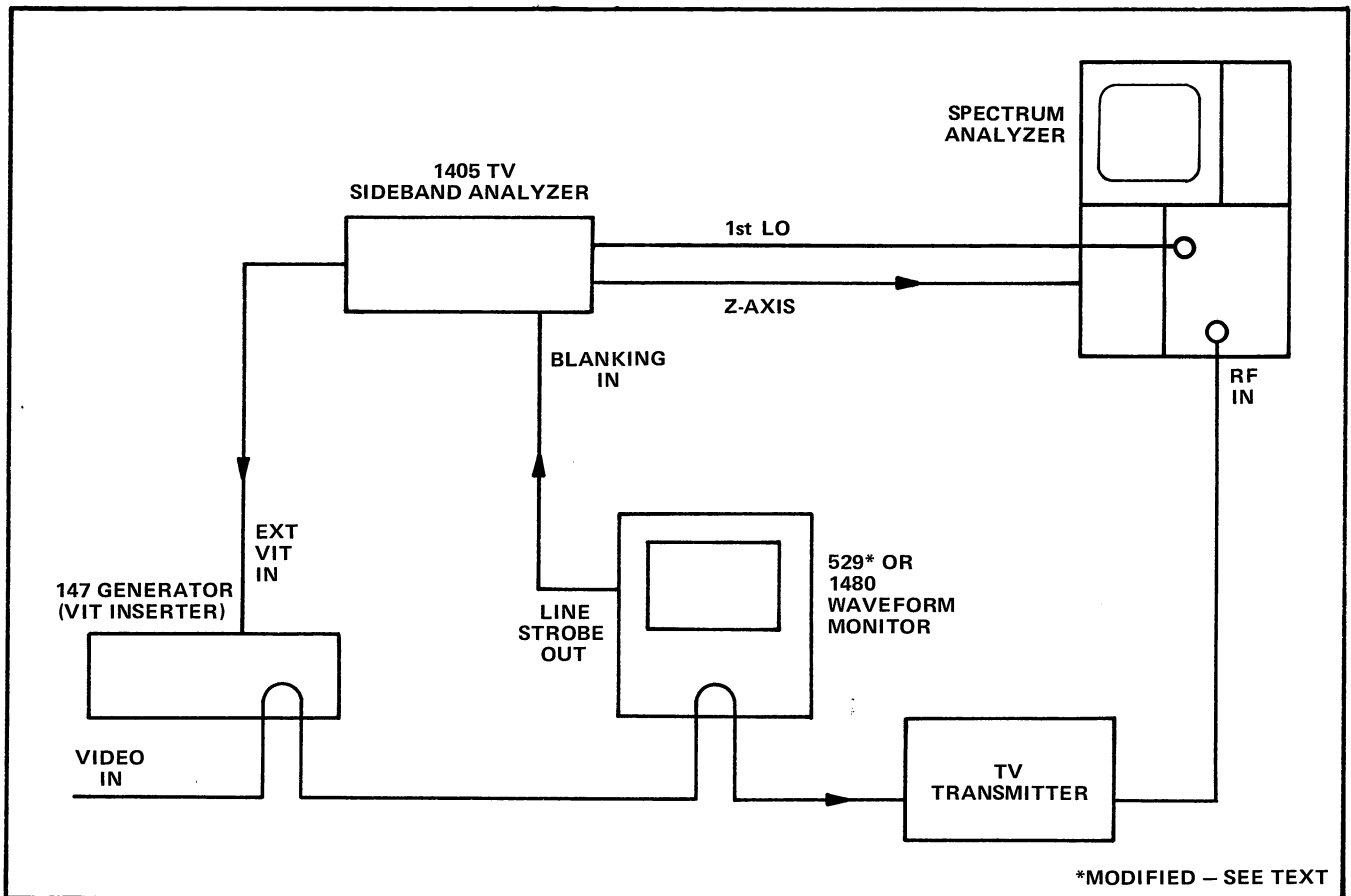 SPECTRUM
ANALYZER
1405 TV
SIDEBAND ANALYZER
1st LO
Z-AXIS
BLANKING
IN
RF
IN
EXT
VIT
IN
147 GENERATOR
(VIT INSERTER)
LINE
STROBE
OUT
529* OR
1480
WAVEFORM
MONITOR
VIDEO
IN
TV
TRANSMITTER
*MODIFIED – SEE TEXT